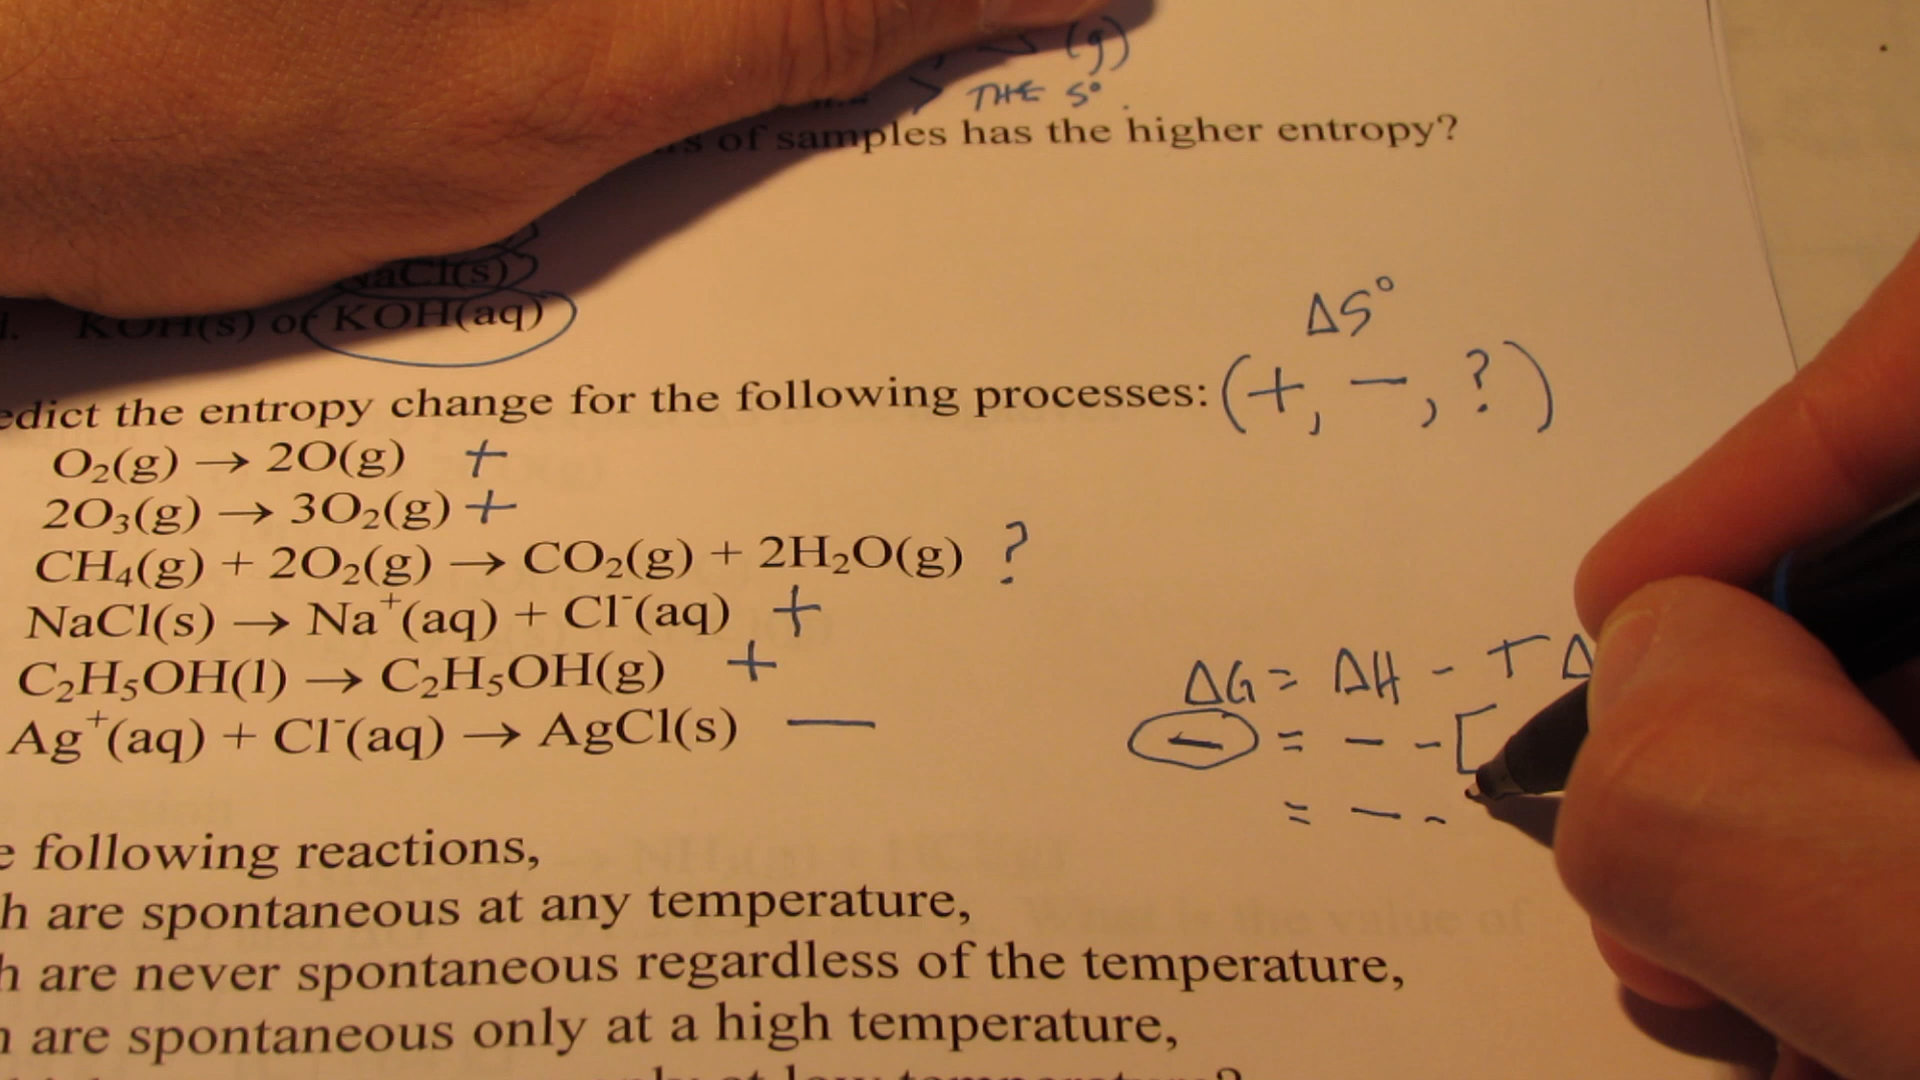 (g)
> THE S°
of samples has the higher entropy?
NaCl(s)
KOH(s) or KOH(aq)
ΔS°
edict the entropy change for the following processes: (+, −, ?)
O₂(g) → 2O(g) +
2O₃(g) → 3O₂(g) +
CH₄(g) + 2O₂(g) → CO₂(g) + 2H₂O(g) ?
NaCl(s) → Na⁺(aq) + Cl⁻(aq) +
C₂H₅OH(l) → C₂H₅OH(g) +
Ag⁺(aq) + Cl⁻(aq) → AgCl(s) —
ΔG = ΔH - TΔ
− = − - [
= − -
e following reactions,
h are spontaneous at any temperature,
h are never spontaneous regardless of the temperature,
are spontaneous only at a high temperature,